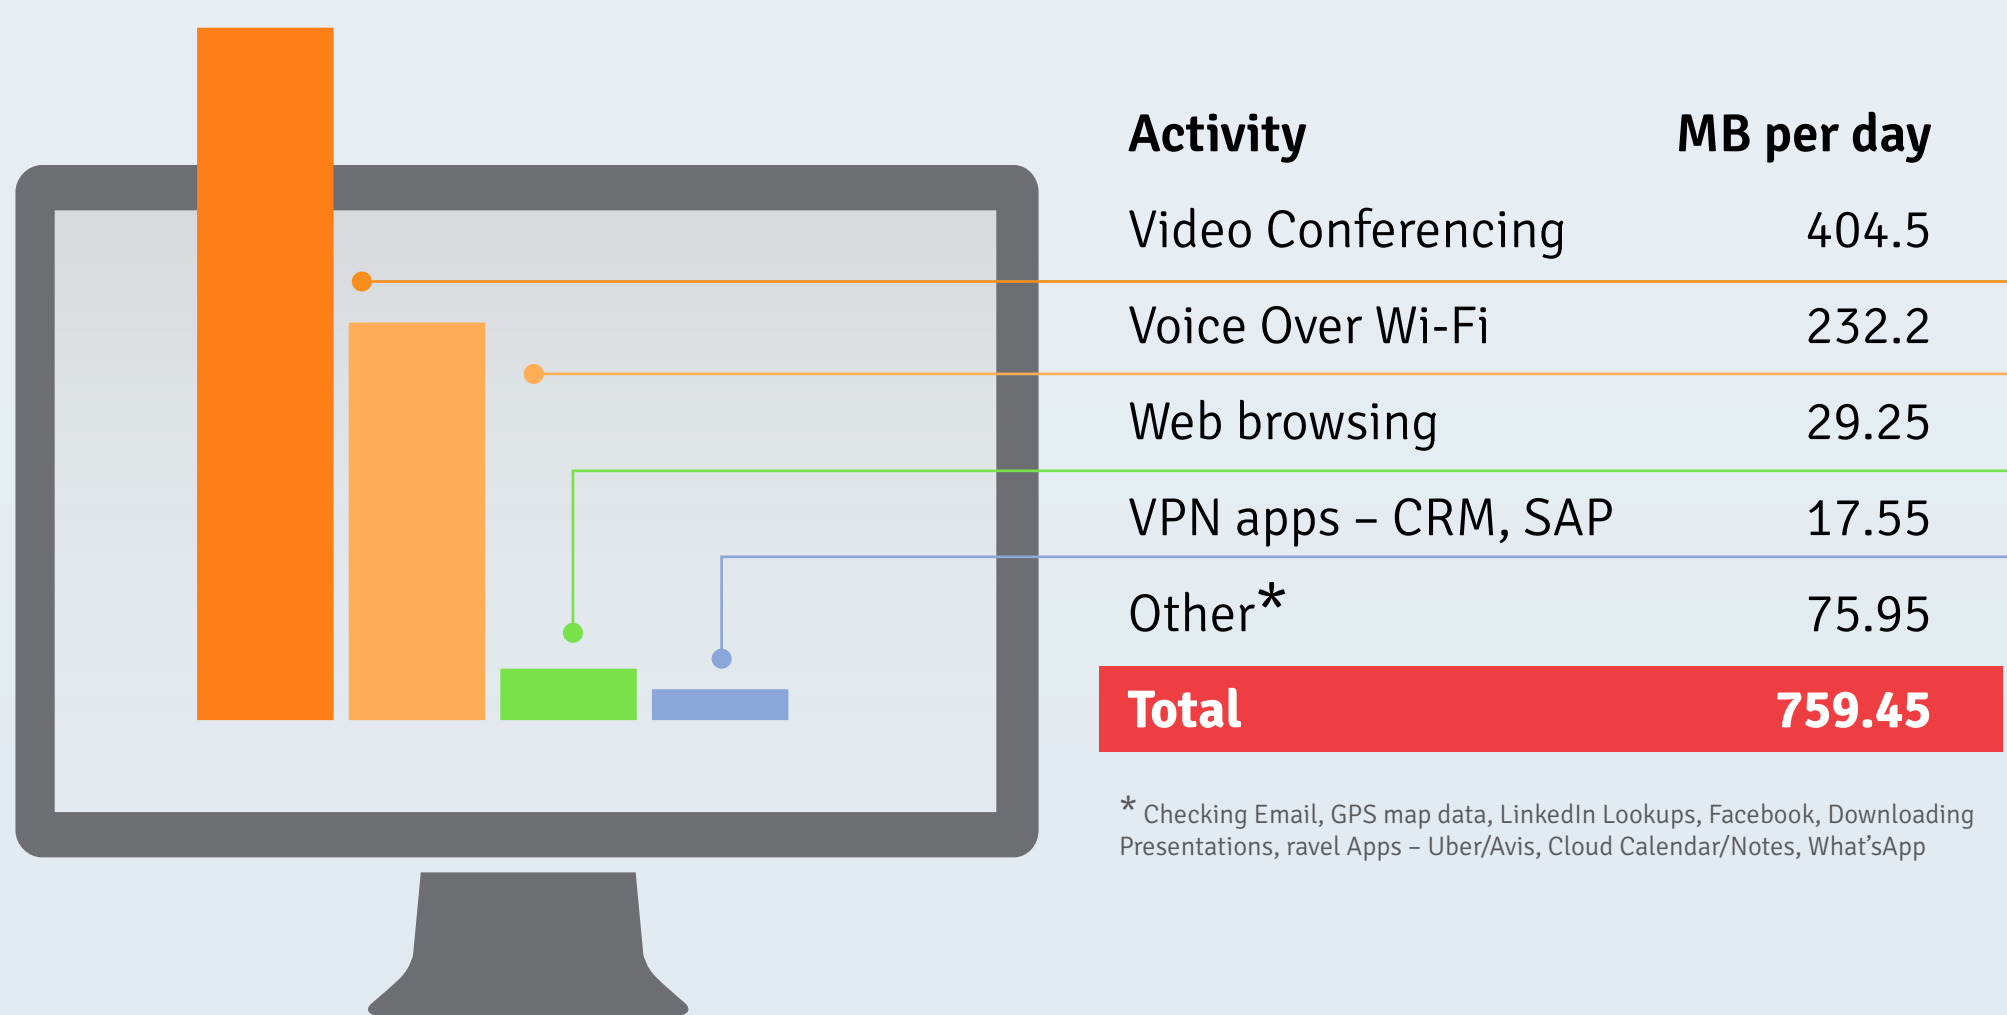 Activity MB per day
Video Conferencing 404.5
Voice Over Wi-Fi 232.2
Web browsing 29.25
VPN apps – CRM, SAP 17.55
Other* 75.95
Total 759.45
* Checking Email, GPS map data, LinkedIn Lookups, Facebook, Downloading
Presentations, ravel Apps – Uber/Avis, Cloud Calendar/Notes, What’sApp